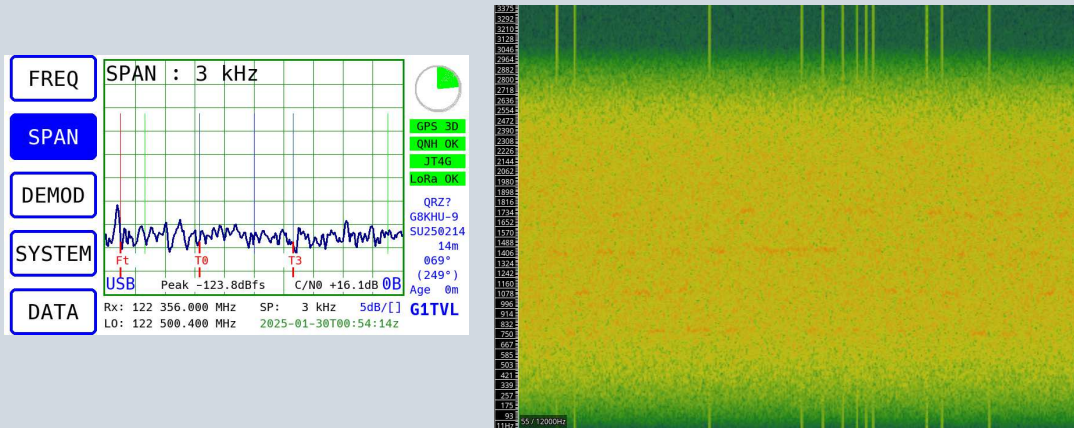 FREQ
SPAN
DEMOD
SYSTEM
DATA
SPAN : 3 kHz
Ft
T0
T3
USB
Peak -123.8dBfs
C/N0 +16.1dB
0B
Rx: 122 356.000 MHz
SP: 3 kHz
5dB/[]
LO: 122 500.400 MHz
2025-01-30T00:54:14z
GPS 3D
QNH OK
JT4G
LoRa OK
QRZ?
G8KHU-9
SU250214
14m
069°
(249°)
Age 0m
G1TVL
3375
3292
3210
3128
3046
2964
2882
2800
2718
2636
2554
2472
2390
2308
2226
2144
2062
1980
1898
1816
1734
1652
1570
1488
1406
1324
1242
1160
1078
996
914
832
750
667
585
503
421
339
257
175
93
11Hz
55 / 12000Hz